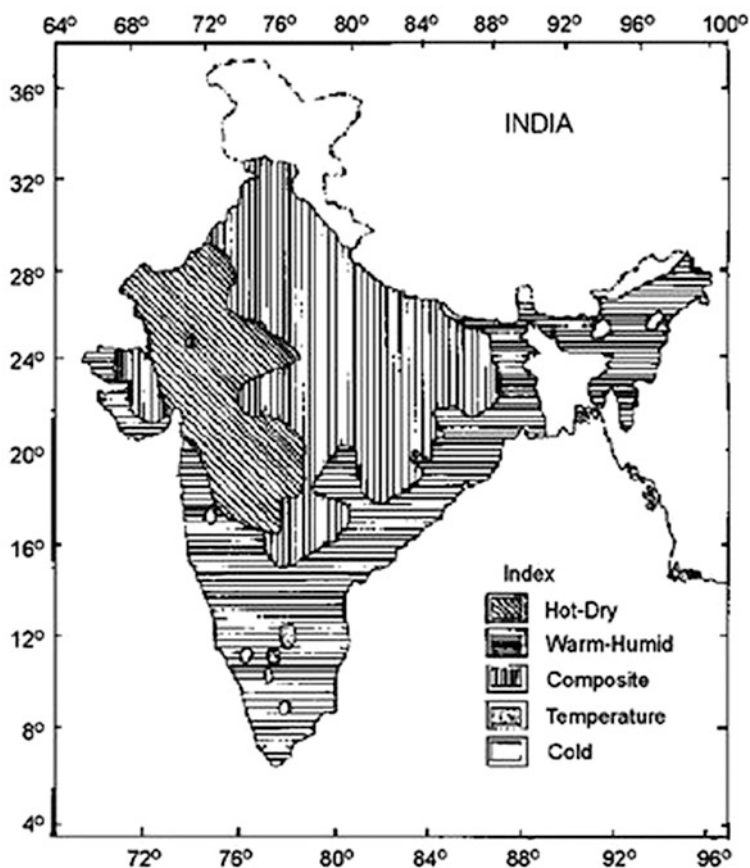 64° 68° 72° 76° 80° 84° 88° 92° 96° 100°
36°
INDIA
32°
28°
24°
20°
16°
Index
Hot-Dry
12°
Warm-Humid
Composite
8°
Temperature
Cold
4°
72° 76° 80° 84° 88° 92° 96°